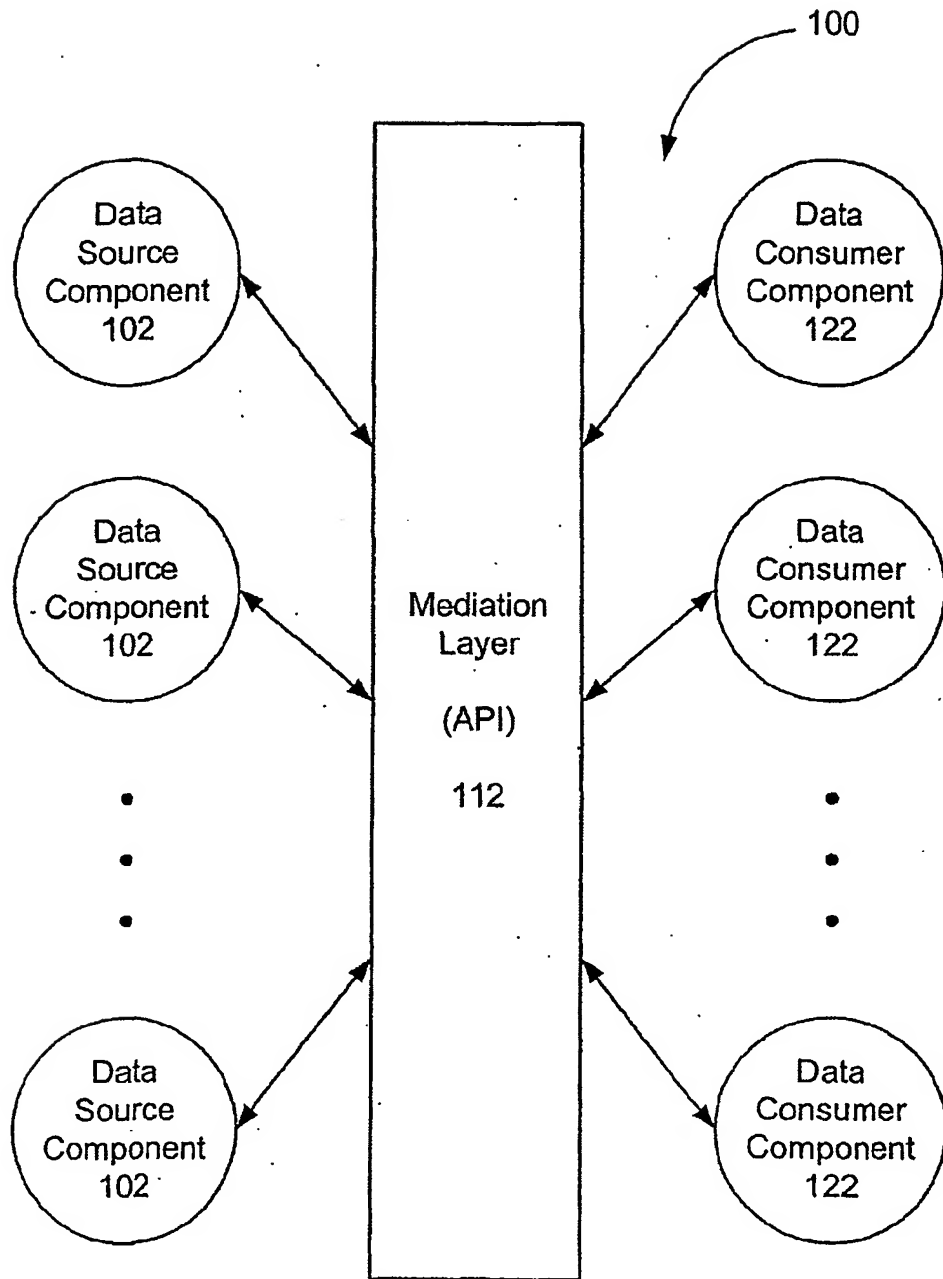 100
Data
Source
Component
102
Data
Consumer
Component
122
Data
Source
Component
102
Mediation
Layer
(API)
112
Data
Consumer
Component
122
Data
Source
Component
102
Data
Consumer
Component
122